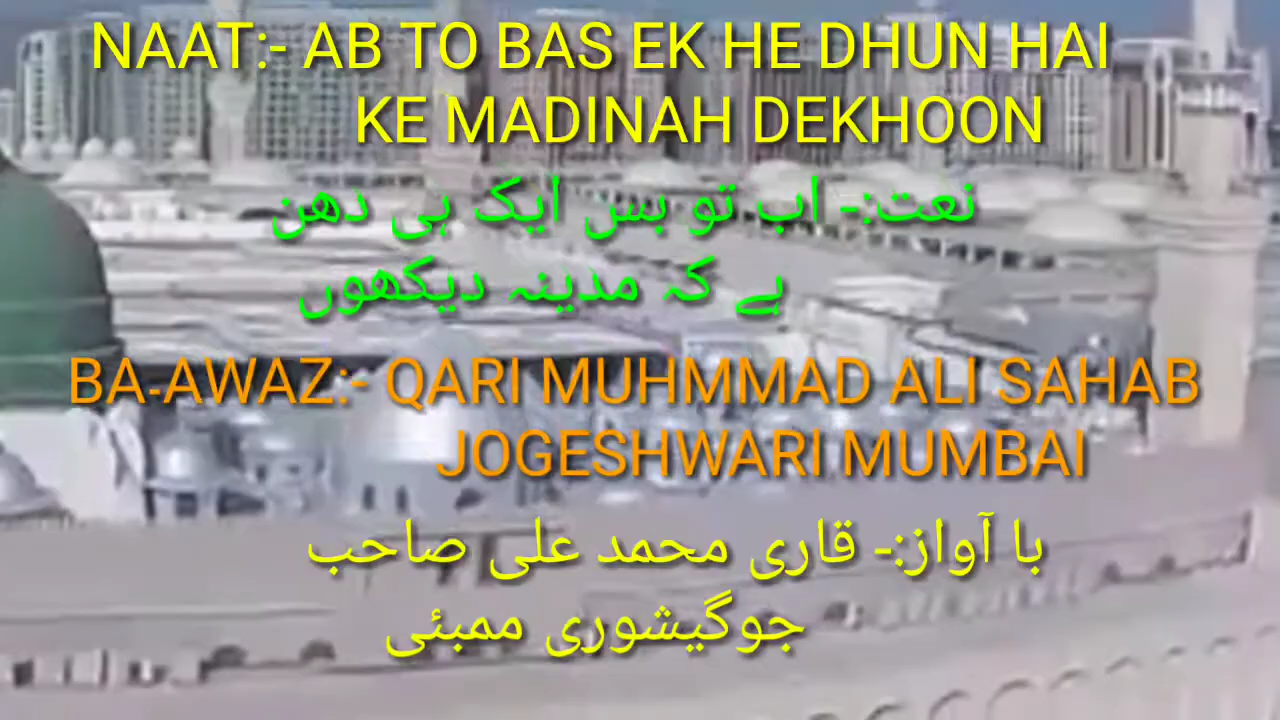 NAAT:- AB TO BAS EK HE DHUN HAI
KE MADINAH DEKHOON
نعت:- اب تو بس ایک ہی دھن
ہے کہ مدینہ دیکھوں
BA-AWAZ:- QARI MUHMMAD ALI SAHAB
JOGESHWARI MUMBAI
با آواز:- قاری محمد علی صاحب
جوگیشوری ممبئی